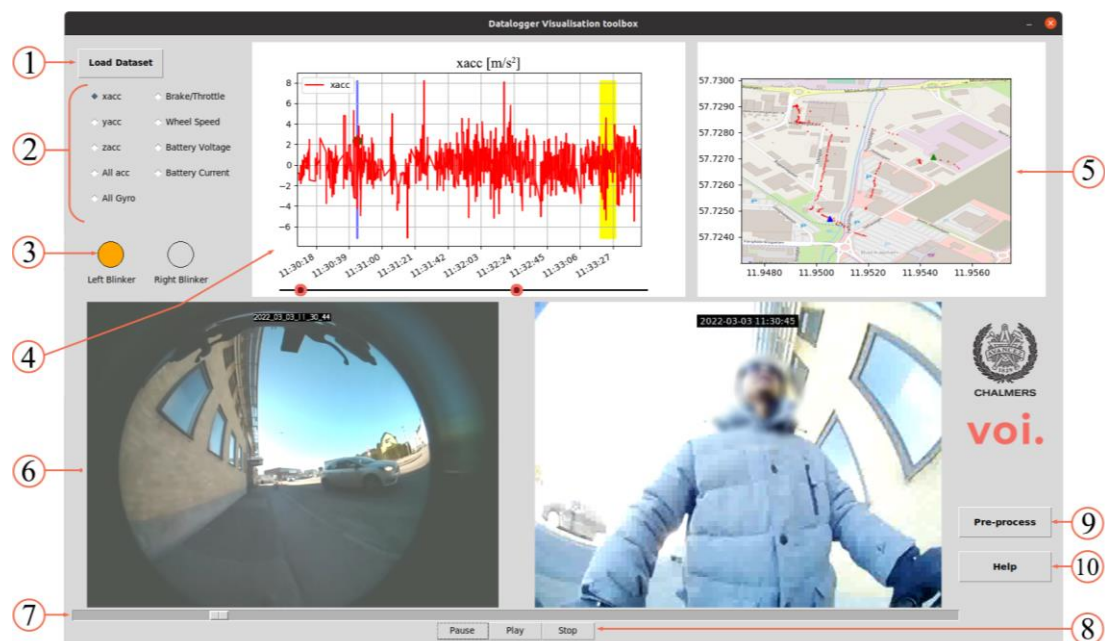 Datalogger Visualisation toolbox
1
Load Dataset
2
xacc
Brake/Throttle
yacc
Wheel Speed
zacc
Battery Voltage
All acc
Battery Current
All Gyro
3
Left Blinker
Right Blinker
4
xacc [m/s²]
xacc
8
6
4
2
0
−2
−4
−6
11:30:18
11:30:39
11:31:00
11:31:21
11:31:42
11:32:03
11:32:24
11:32:45
11:33:06
11:33:27
57.7300
57.7290
57.7280
57.7270
57.7260
57.7250
57.7240
11.9480
11.9500
11.9520
11.9540
11.9560
5
6
2022_03_03_11_30_44
2022-03-03 11:30:45
AVANCEZ
CHALMERS
voi.
Pre-process
9
Help
10
7
Pause
Play
Stop
8